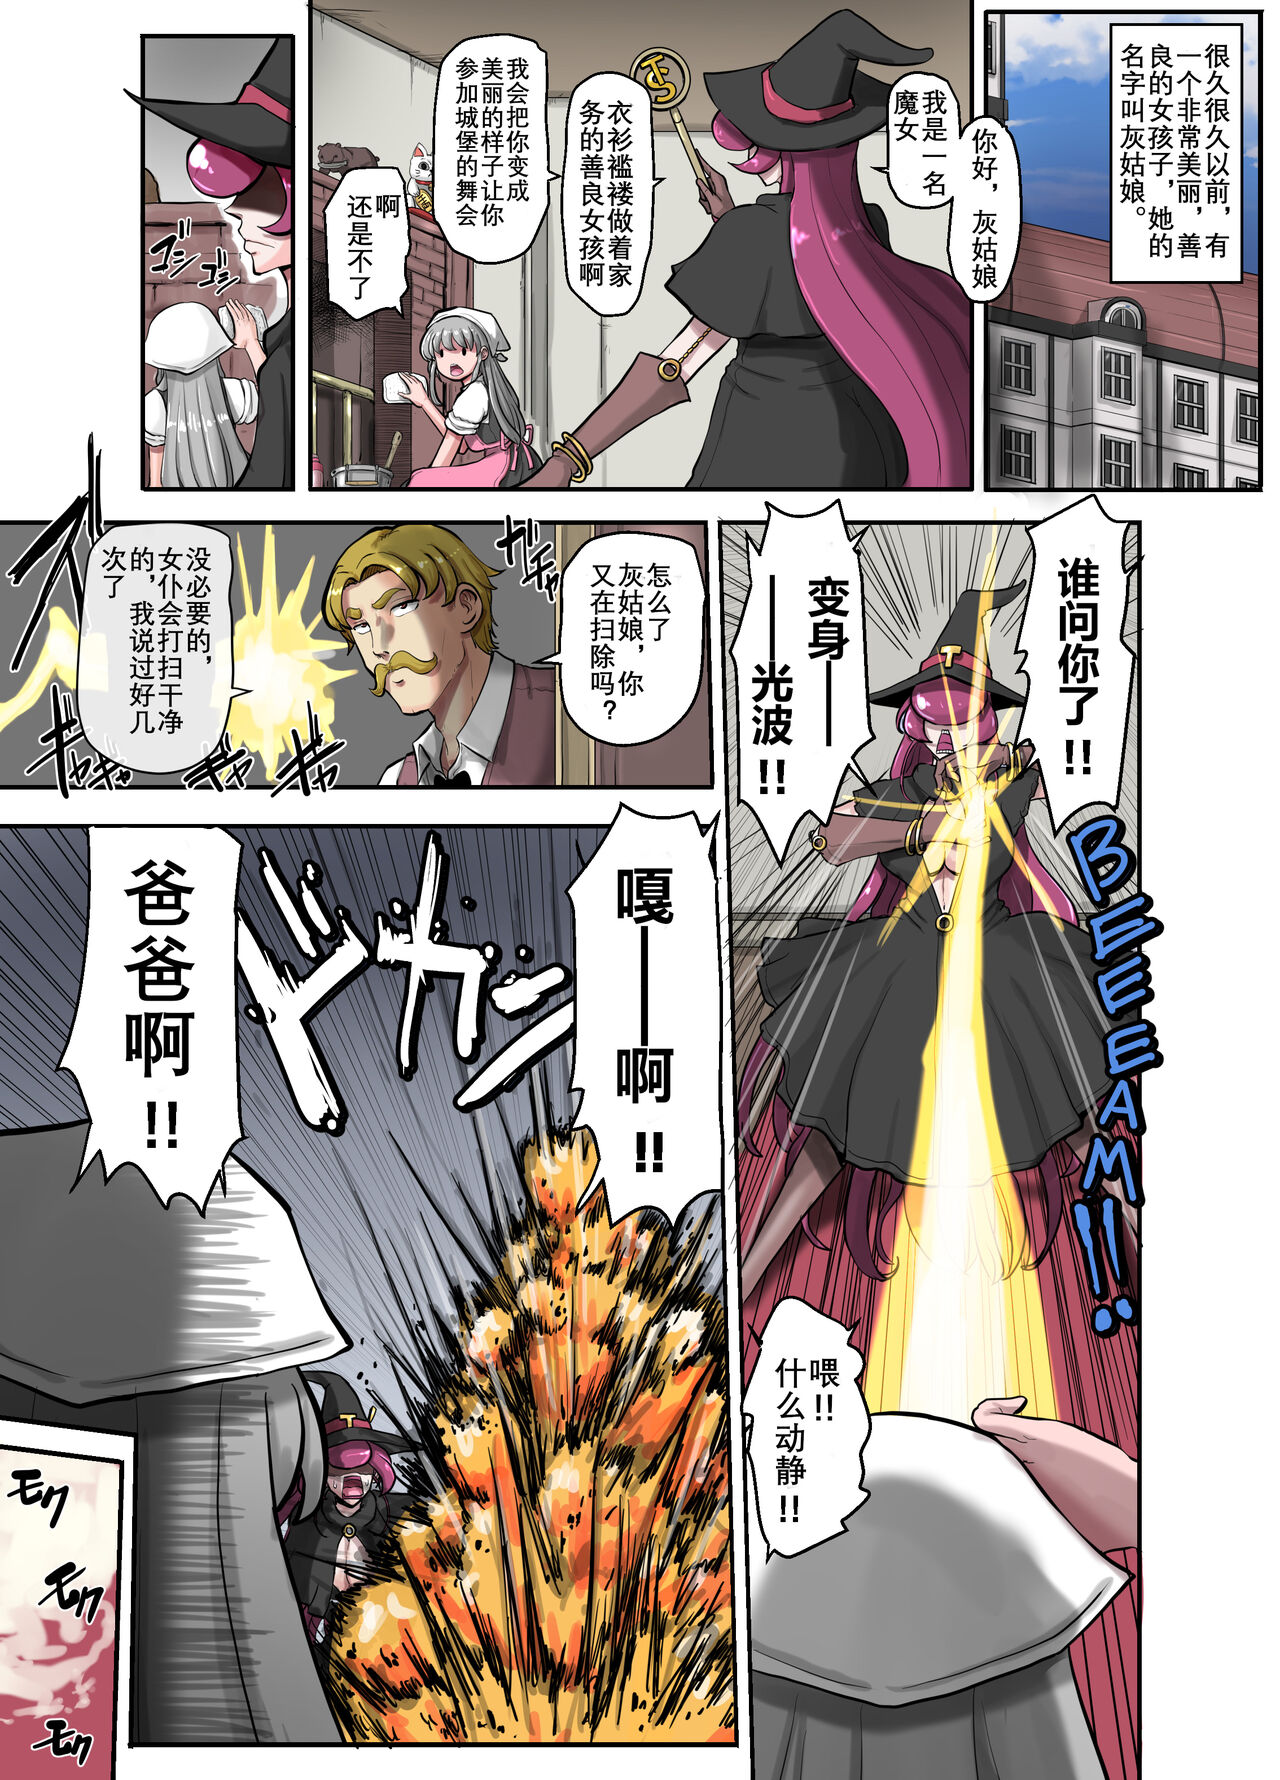 很久很久以前，有
一个非常美丽，善
良的女孩子，她的
名字叫灰姑娘。
你好，灰姑娘
我是一名
魔女
T
S
衣衫褴褛做着家
务的善良女孩啊
我会把你变成
美丽的样子让你
参加城堡的舞会
啊
还是不了
ゴシ
ゴシ
谁问你了!!
变身——
——光波!!
T
BEEEEAM!!
喂!!
什么动静!!
ガチャ
怎么了
灰姑娘，你
又在扫除吗？
没必要的，
女仆会打扫干净
的，我说过好几
次了
ギャ
ギャ
ギャ
嘎——啊!!
ドガン
爸爸啊!!
T
モク
モク
モク